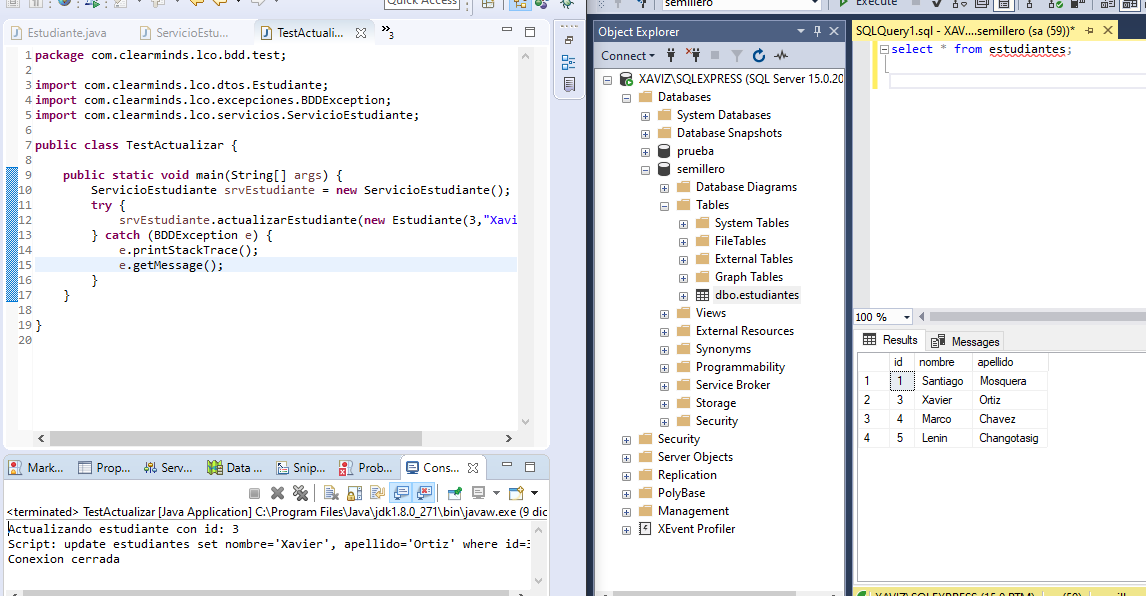 Quick Access
Estudiante.java
ServicioEstu...
TestActuali...
»3
1 package com.clearminds.lco.bdd.test;
2
3 import com.clearminds.lco.dtos.Estudiante;
4 import com.clearminds.lco.excepciones.BDDException;
5 import com.clearminds.lco.servicios.ServicioEstudiante;
6
7 public class TestActualizar {
8
9 public static void main(String[] args) {
10 ServicioEstudiante srvEstudiante = new ServicioEstudiante();
11 try {
12 srvEstudiante.actualizarEstudiante(new Estudiante(3,"Xavi
13 } catch (BDDException e) {
14 e.printStackTrace();
15 e.getMessage();
16 }
17 }
18
19 }
20
Mark... Prop... Serv... Data ... Snip... Prob... Cons...
<terminated> TestActualizar [Java Application] C:\Program Files\Java\jdk1.8.0_271\bin\javaw.exe (9 dic
Actualizando estudiante con id: 3
Script: update estudiantes set nombre='Xavier', apellido='Ortiz' where id=3
Conexion cerrada
semillero
Execute
Object Explorer
Connect
XAVIZ\SQLEXPRESS (SQL Server 15.0.20
Databases
System Databases
Database Snapshots
prueba
semillero
Database Diagrams
Tables
System Tables
FileTables
External Tables
Graph Tables
dbo.estudiantes
Views
External Resources
Synonyms
Programmability
Service Broker
Storage
Security
Security
Server Objects
Replication
PolyBase
Management
XEvent Profiler
SQLQuery1.sql - XAV....semillero (sa (59))*
select * from estudiantes;
100 %
Results Messages
id nombre apellido
1 1 Santiago Mosquera
2 3 Xavier Ortiz
3 4 Marco Chavez
4 5 Lenin Changotasig